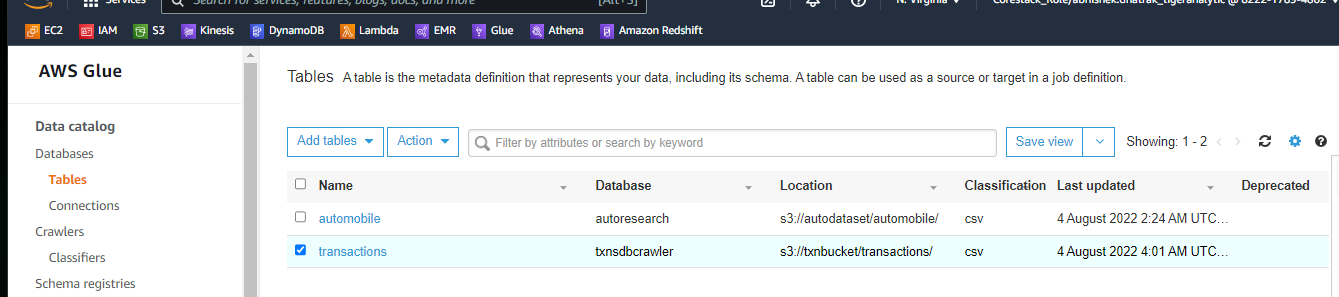 Services
Search for services, features, blogs, docs, and more
[Alt+S]
N. Virginia
EC2 IAM S3 Kinesis DynamoDB Lambda EMR Glue Athena Amazon Redshift
AWS Glue
Data catalog
Databases
Tables
Connections
Crawlers
Classifiers
Schema registries
Tables A table is the metadata definition that represents your data, including its schema. A table can be used as a source or target in a job definition.
Add tables Action Filter by attributes or search by keyword Save view Showing: 1 - 2
Name Database Location Classification Last updated Deprecated
automobile autoresearch s3://autodataset/automobile/ csv 4 August 2022 2:24 AM UTC...
transactions txnsdbcrawler s3://txnbucket/transactions/ csv 4 August 2022 4:01 AM UTC...